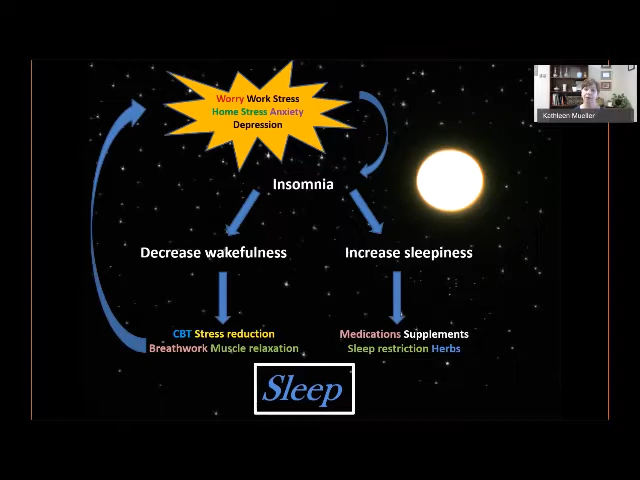 Worry Work Stress
Home Stress Anxiety
Depression
Kathleen Mueller
Insomnia
Decrease wakefulness
Increase sleepiness
CBT Stress reduction
Breathwork Muscle relaxation
Medications Supplements
Sleep restriction Herbs
Sleep